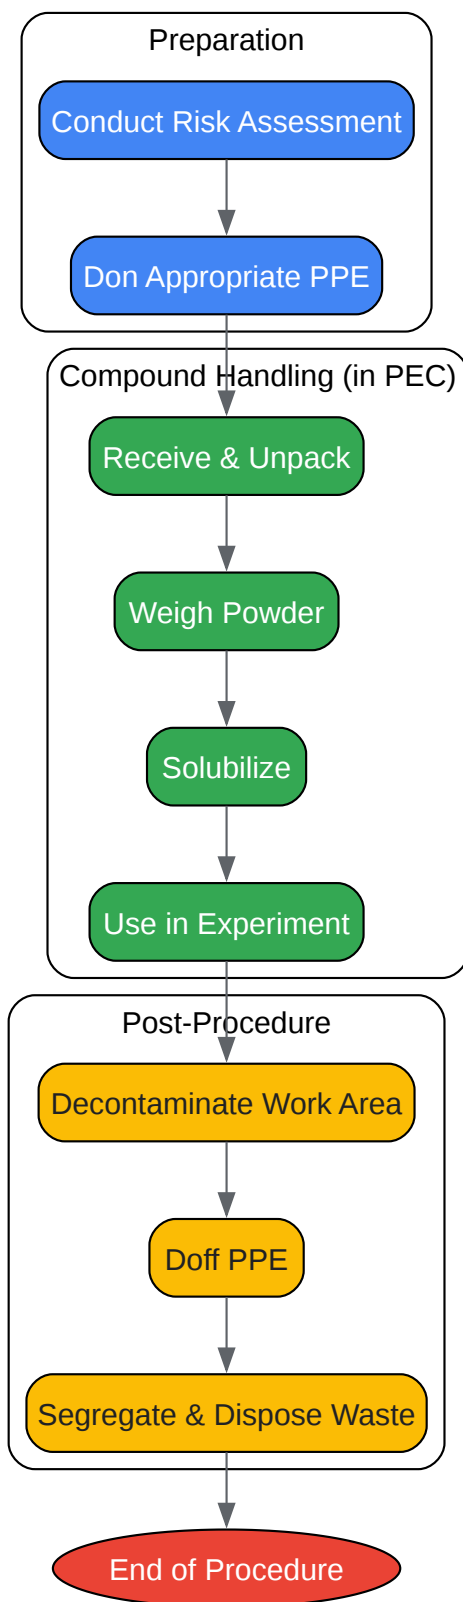 Preparation
Conduct Risk Assessment
Don Appropriate PPE
Compound Handling (in PEC)
Receive & Unpack
Weigh Powder
Solubilize
Use in Experiment
Post-Procedure
Decontaminate Work Area
Doff PPE
Segregate & Dispose Waste
End of Procedure